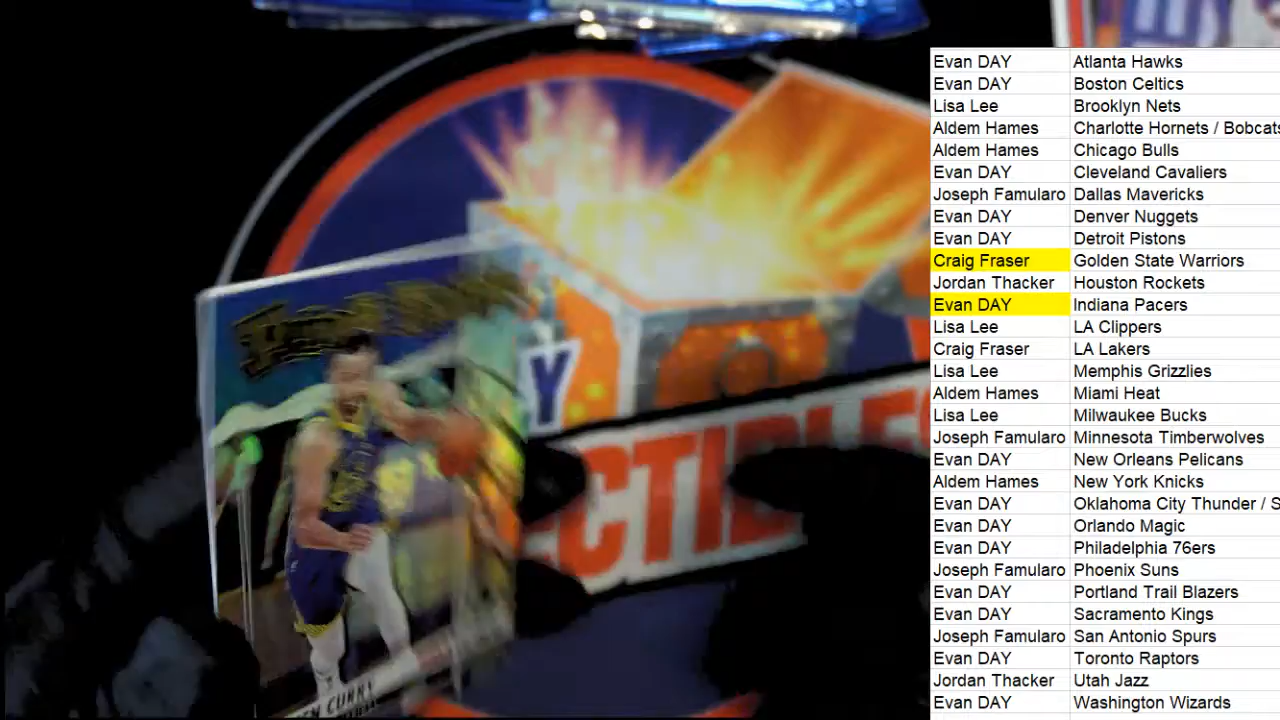 Evan DAY Atlanta Hawks
Evan DAY Boston Celtics
Lisa Lee Brooklyn Nets
Aldem Hames Charlotte Hornets / Bobcats
Aldem Hames Chicago Bulls
Evan DAY Cleveland Cavaliers
Joseph Famularo Dallas Mavericks
Evan DAY Denver Nuggets
Evan DAY Detroit Pistons
Craig Fraser Golden State Warriors
Jordan Thacker Houston Rockets
Evan DAY Indiana Pacers
Lisa Lee LA Clippers
Craig Fraser LA Lakers
Lisa Lee Memphis Grizzlies
Aldem Hames Miami Heat
Lisa Lee Milwaukee Bucks
Joseph Famularo Minnesota Timberwolves
Evan DAY New Orleans Pelicans
Aldem Hames New York Knicks
Evan DAY Oklahoma City Thunder / S
Evan DAY Orlando Magic
Evan DAY Philadelphia 76ers
Joseph Famularo Phoenix Suns
Evan DAY Portland Trail Blazers
Evan DAY Sacramento Kings
Joseph Famularo San Antonio Spurs
Evan DAY Toronto Raptors
Jordan Thacker Utah Jazz
Evan DAY Washington Wizards
Y
ECTIBLES
CURRY